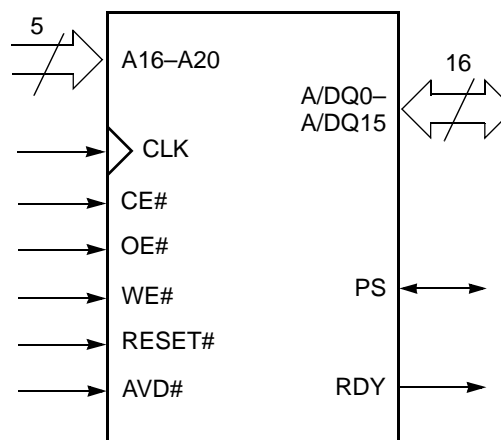 5
A16–A20
16
A/DQ0–
A/DQ15
CLK
CE#
OE#
WE#
PS
RESET#
AVD#
RDY